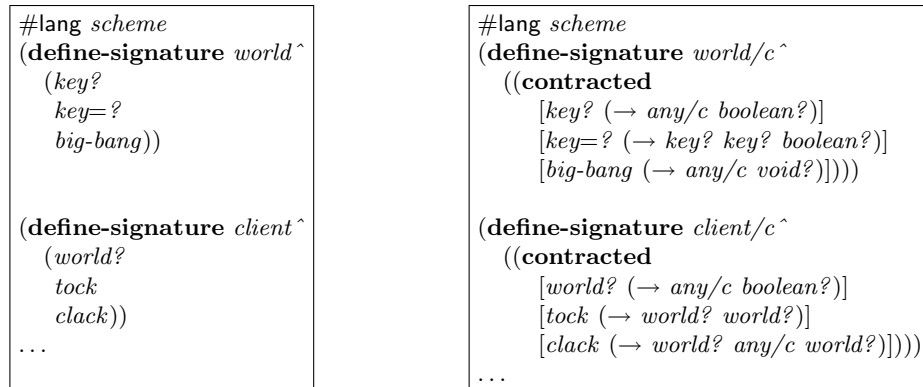 #lang scheme
(define-signature world^
(key?
key=?
big-bang))
(define-signature client^
(world?
tock
clack))
...
#lang scheme
(define-signature world/c^
((contracted
[key? (→ any/c boolean?)]
[key=? (→ key? key? boolean?)]
[big-bang (→ any/c void?)])))
(define-signature client/c^
((contracted
[world? (→ any/c boolean?)]
[tock (→ world? world?)]
[clack (→ world? any/c world?)])))
...